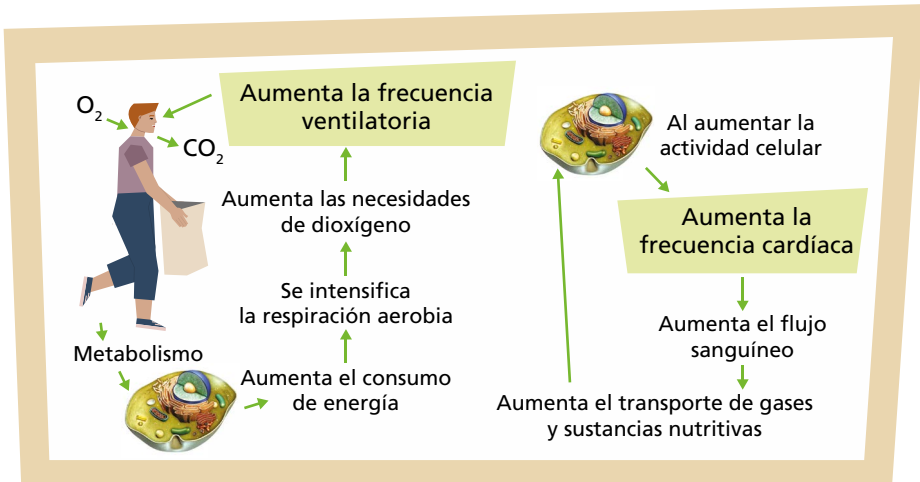 O₂
CO₂
Aumenta la frecuencia
ventilatoria
Aumenta las necesidades
de dioxígeno
Se intensifica
la respiración aerobia
Metabolismo
Aumenta el consumo
de energía
Al aumentar la
actividad celular
Aumenta la
frecuencia cardíaca
Aumenta el flujo
sanguíneo
Aumenta el transporte de gases
y sustancias nutritivas